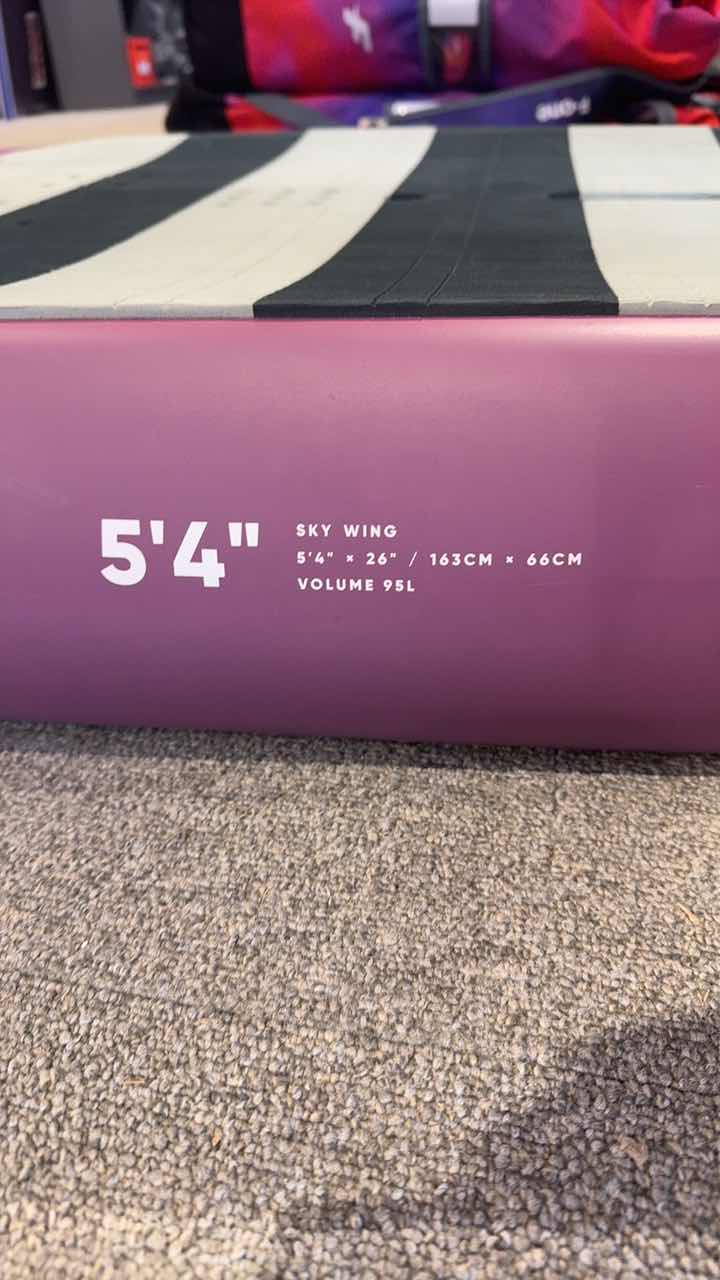 5'4"
SKY WING
5'4" × 26" / 163CM × 66CM
VOLUME 95L